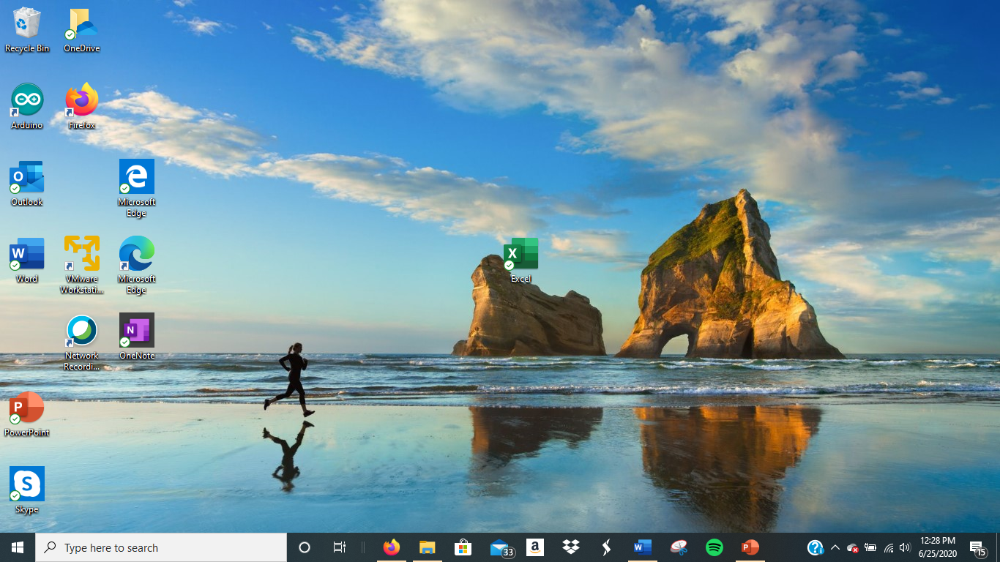 Recycle Bin
OneDrive
Arduino
Firefox
Outlook
Microsoft
Edge
Word
VMware
Workstati...
Microsoft
Edge
Excel
Network
Recordi...
OneNote
PowerPoint
Skype
Type here to search
33
12:28 PM
6/25/2020
15